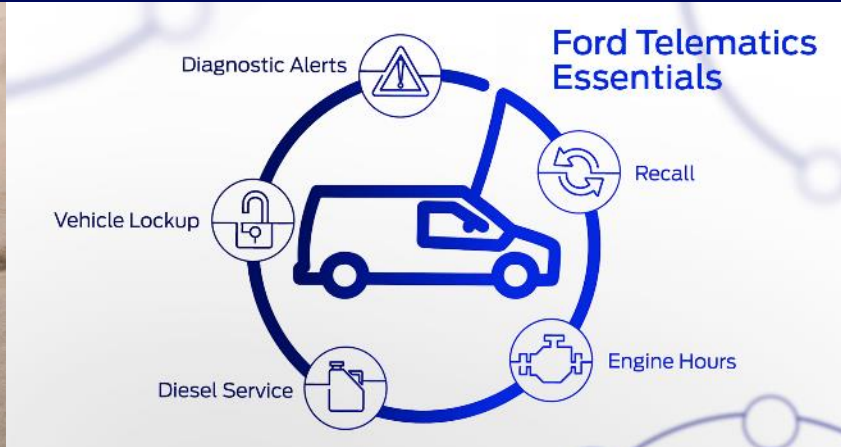 Ford Telematics
Essentials
Diagnostic Alerts
Recall
Vehicle Lockup
Engine Hours
Diesel Service